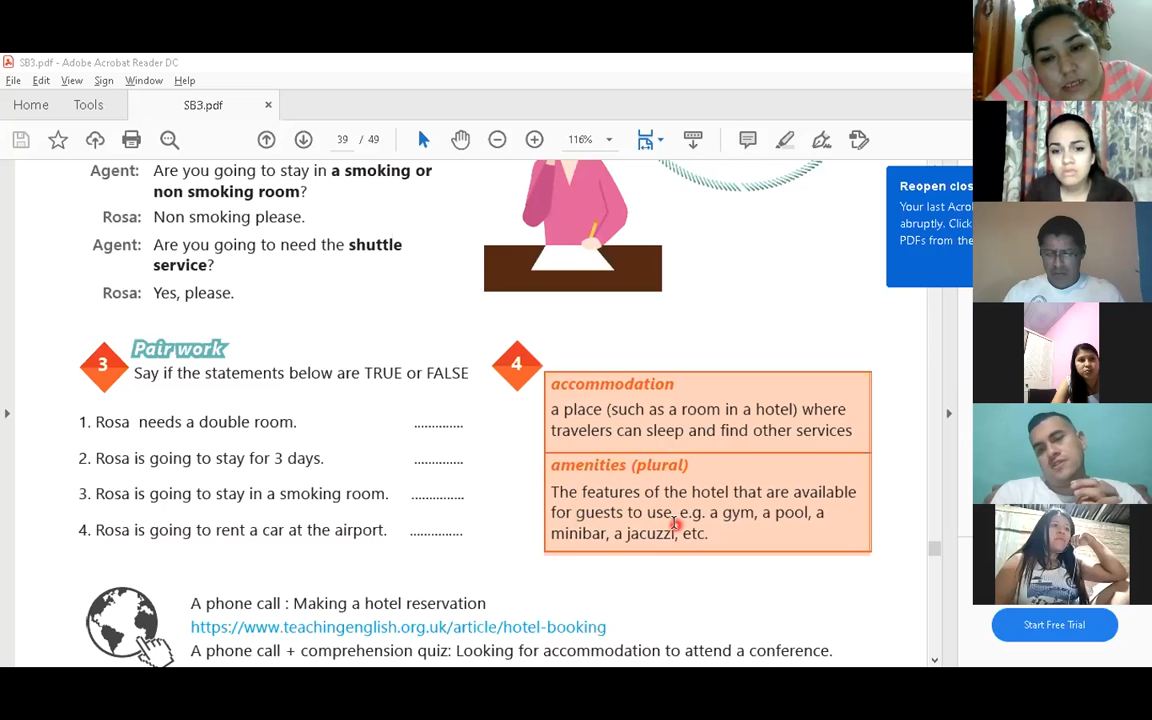 SB3.pdf - Adobe Acrobat Reader DC
File Edit View Sign Window Help
Home Tools SB3.pdf ×
39 / 49 116%
Agent: Are you going to stay in a smoking or
non smoking room?
Rosa: Non smoking please.
Agent: Are you going to need the shuttle
service?
Rosa: Yes, please.
Reopen clos
Your last Acro
abruptly. Click
PDFs from the
3 Pair work
Say if the statements below are TRUE or FALSE
1. Rosa needs a double room. .............
2. Rosa is going to stay for 3 days. .............
3. Rosa is going to stay in a smoking room. ..............
4. Rosa is going to rent a car at the airport. ..............
4
accommodation
a place (such as a room in a hotel) where
travelers can sleep and find other services
amenities (plural)
The features of the hotel that are available
for guests to use, e.g. a gym, a pool, a
minibar, a jacuzzi, etc.
A phone call : Making a hotel reservation
https://www.teachingenglish.org.uk/article/hotel-booking
A phone call + comprehension quiz: Looking for accommodation to attend a conference.
Start Free Trial